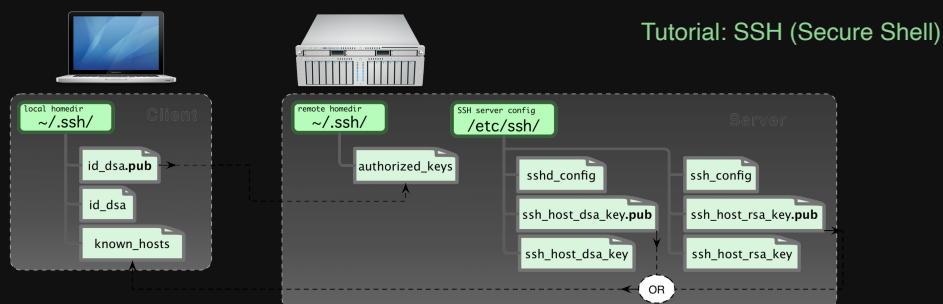 Tutorial: SSH (Secure Shell)
Client
local homedir
~/.ssh/
id_dsa.pub
id_dsa
known_hosts
Server
remote homedir
~/.ssh/
authorized_keys
SSH server config
/etc/ssh/
sshd_config
ssh_host_dsa_key.pub
ssh_host_dsa_key
ssh_config
ssh_host_rsa_key.pub
ssh_host_rsa_key
OR